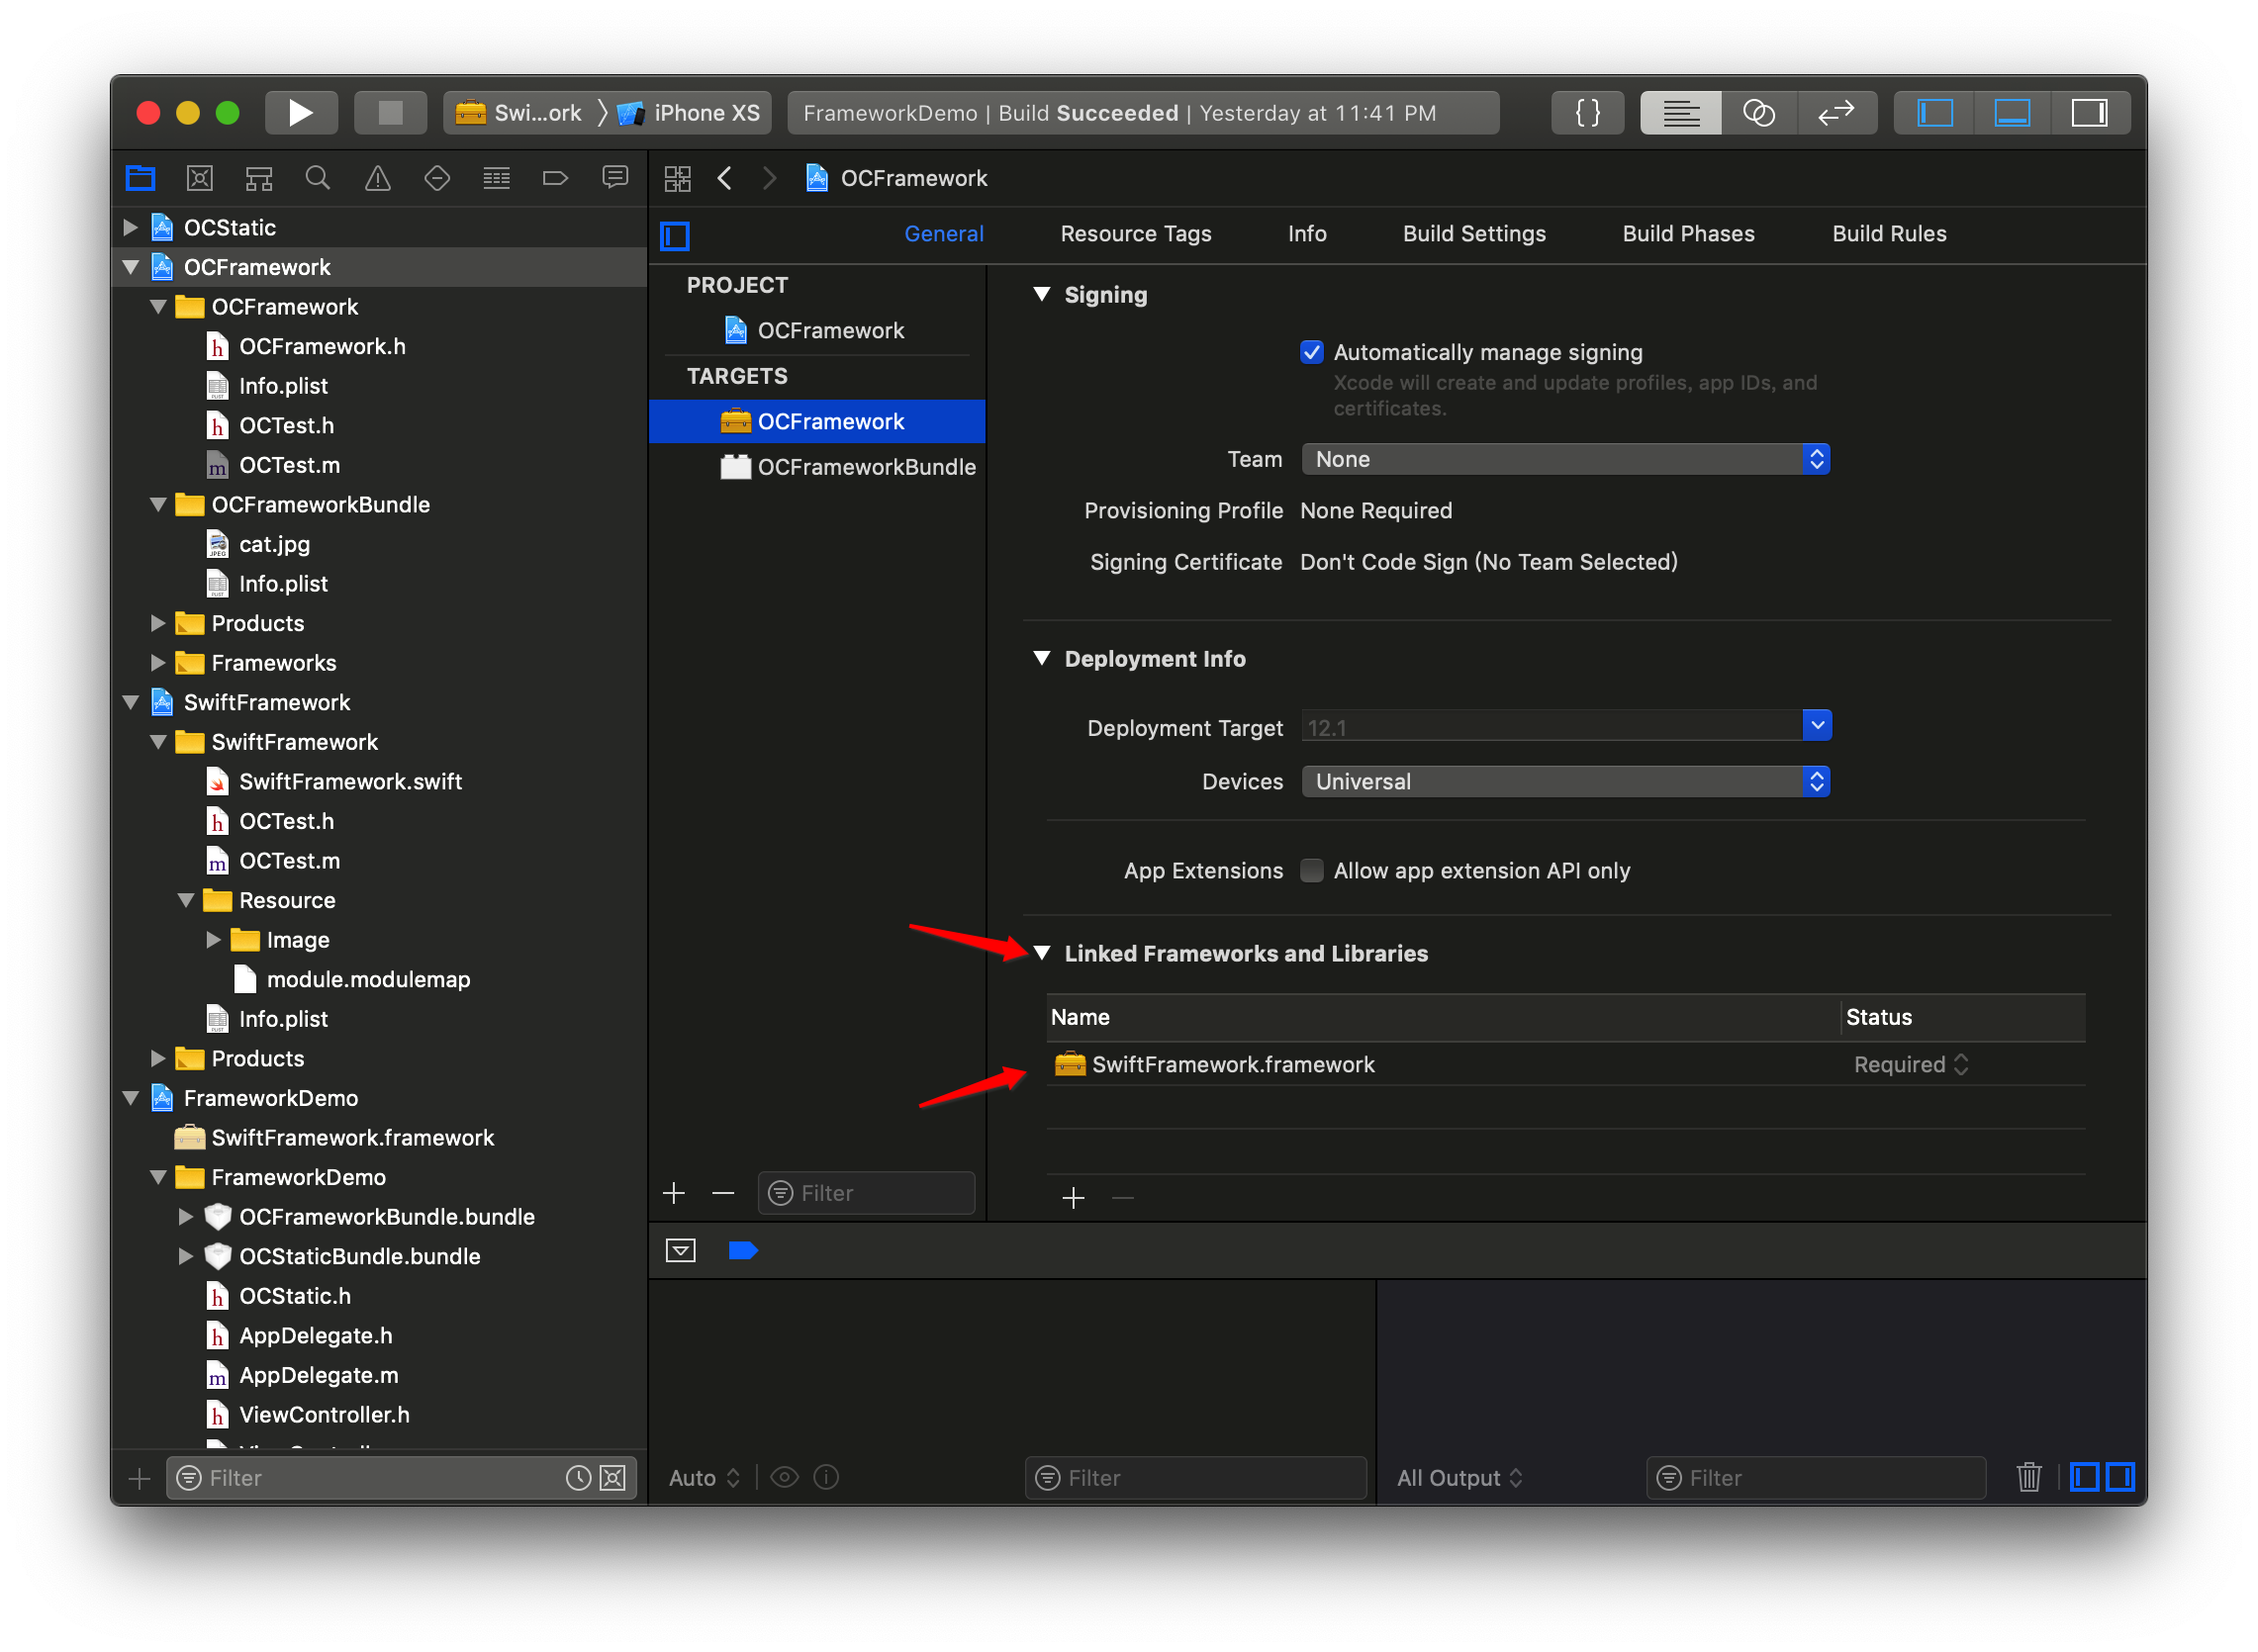 Swi...ork
iPhone XS
FrameworkDemo | Build Succeeded | Yesterday at 11:41 PM
{ }
OCStatic
OCFramework
OCFramework
OCFramework.h
Info.plist
OCTest.h
OCTest.m
OCFrameworkBundle
cat.jpg
Info.plist
Products
Frameworks
SwiftFramework
SwiftFramework
SwiftFramework.swift
OCTest.h
OCTest.m
Resource
Image
module.modulemap
Info.plist
Products
FrameworkDemo
SwiftFramework.framework
FrameworkDemo
OCFrameworkBundle.bundle
OCStaticBundle.bundle
OCStatic.h
AppDelegate.h
AppDelegate.m
ViewController.h
Filter
OCFramework
General Resource Tags Info Build Settings Build Phases Build Rules
PROJECT
OCFramework
TARGETS
OCFramework
OCFrameworkBundle
Filter
Signing
Automatically manage signing
Xcode will create and update profiles, app IDs, and
certificates.
Team None
Provisioning Profile None Required
Signing Certificate Don't Code Sign (No Team Selected)
Deployment Info
Deployment Target 12.1
Devices Universal
App Extensions Allow app extension API only
Linked Frameworks and Libraries
Name Status
SwiftFramework.framework Required
Auto
Filter
All Output
Filter